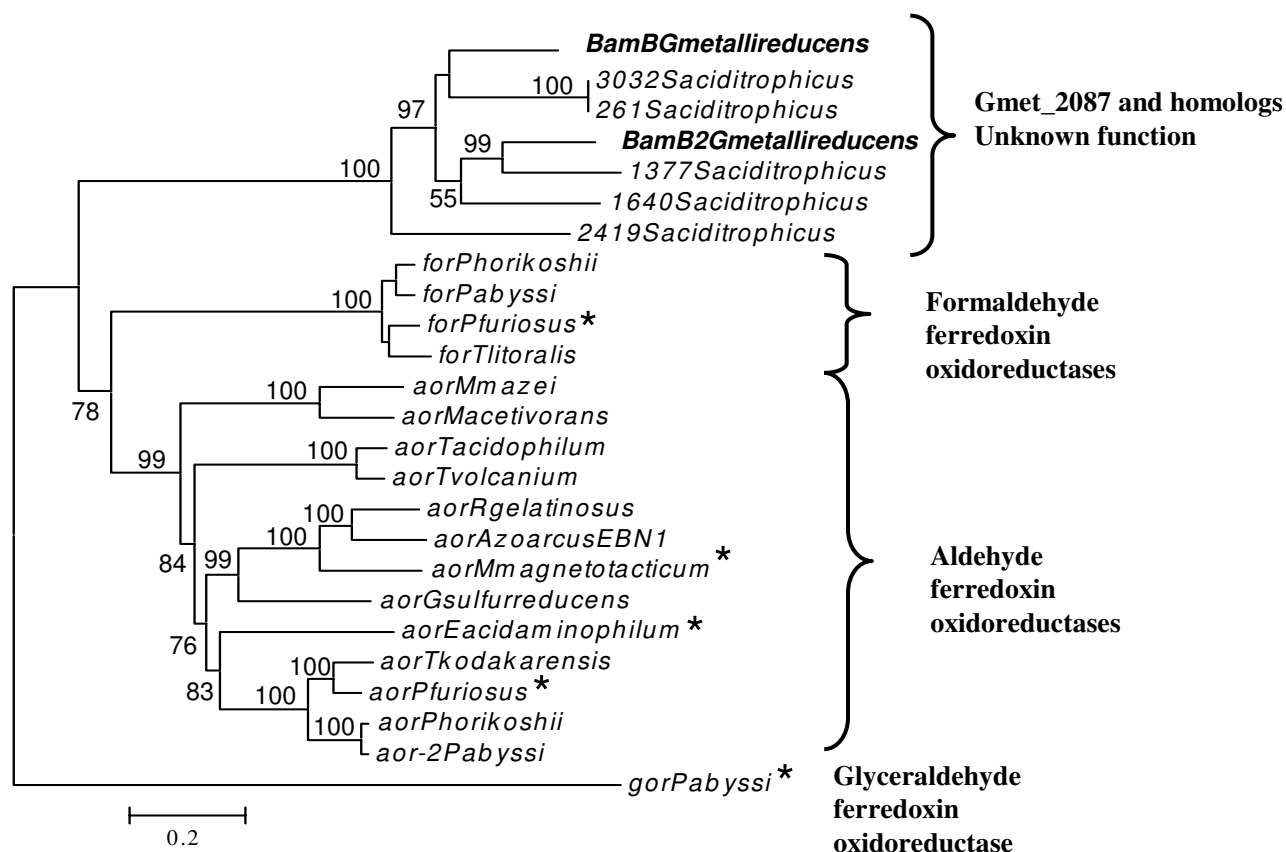 BamBGmetallireducens
3032Saciditrophicus
100
261Saciditrophicus
97
BamB2Gmetallireducens
99
1377Saciditrophicus
100
55
1640Saciditrophicus
2419Saciditrophicus
Gmet_2087 and homologs
Unknown function
forPhorikoshii
100
forPabyssi
forPfuriosus*
forTlitoralis
Formaldehyde
ferredoxin
oxidoreductases
78
aorMmazei
100
aorMacetivorans
99
aorTacidophilum
100
aorTvolcanium
84
aorRgelatinosus
100
aorAzoarcusEBN1
100
aorMmagnetotacticum*
99
aorGsulfurreducens
76
aorEacidaminophilum*
83
aorTkodakarensis
100
aorPfuriosus*
100
aorPhorikoshii
100
aor-2Pabyssi
Aldehyde
ferredoxin
oxidoreductases
gorPabyssi*
Glyceraldehyde
ferredoxin
oxidoreductase
0.2